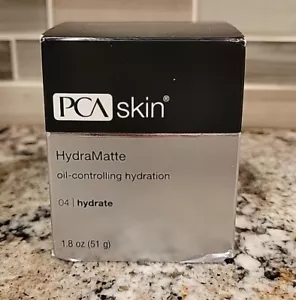 PCA skin®
HydraMatte
oil-controlling hydration
04 | hydrate
1.8 oz (51 g)